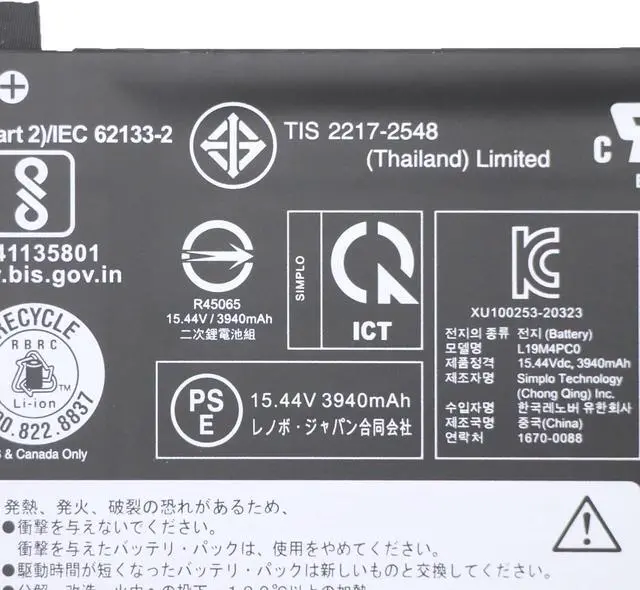 art 2)/IEC 62133-2
TIS 2217-2548
(Thailand) Limited
C
41135801
.bis.gov.in
R45065
15.44V / 3940mAh
二次鋰電池組
SIMPLO
ICT
XU100253-20323
전지의 종류 전지 (Battery)
모델명 L19M4PC0
제품정격 15.44Vdc, 3940mAh
제조자명 Simplo Technology
(Chong Qing) Inc.
수입자명 한국레노버 유한회사
제조국명 중국(China)
연락처 1670-0088
RECYCLE
RBRC
TM
Li-ion
00.822.8837
& Canada Only
PS
E
15.44V 3940mAh
レノボ・ジャパン合同会社
発熱、発火、破裂の恐れがあるため、
●衝撃を与えないでください。
衝撃を与えたバッテリ・パックは、使用をやめてください。
●駆動時間が短くなったバッテリ・パックは新しいものと交換してください。